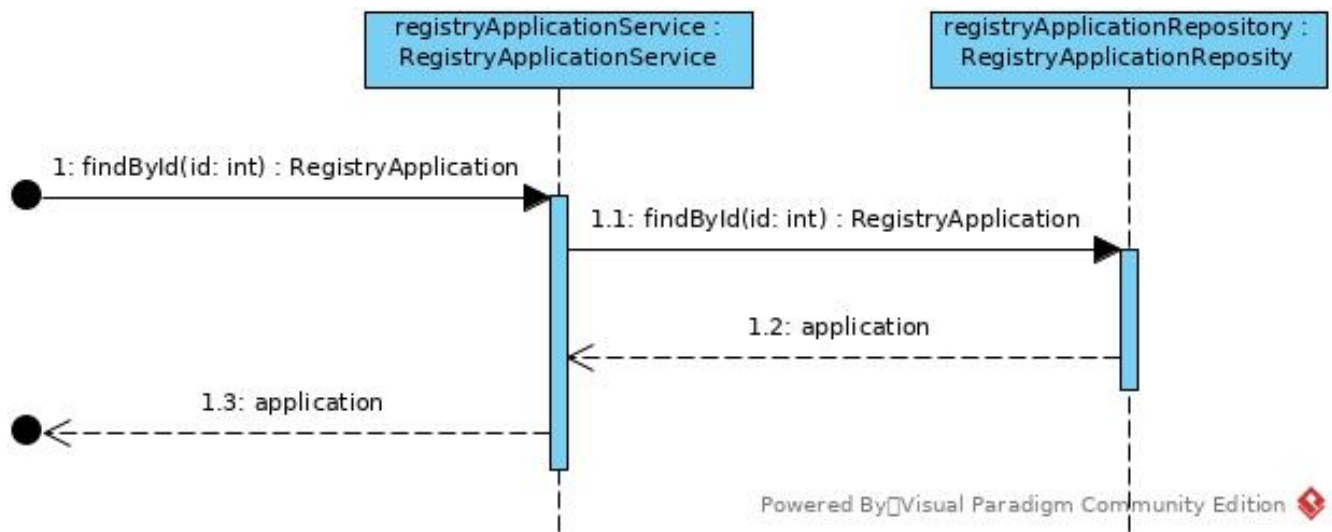 registryApplicationService :
RegistryApplicationService
registryApplicationRepository :
RegistryApplicationReposity
1: findById(id: int) : RegistryApplication
1.1: findById(id: int) : RegistryApplication
1.2: application
1.3: application
Powered By▯Visual Paradigm Community Edition